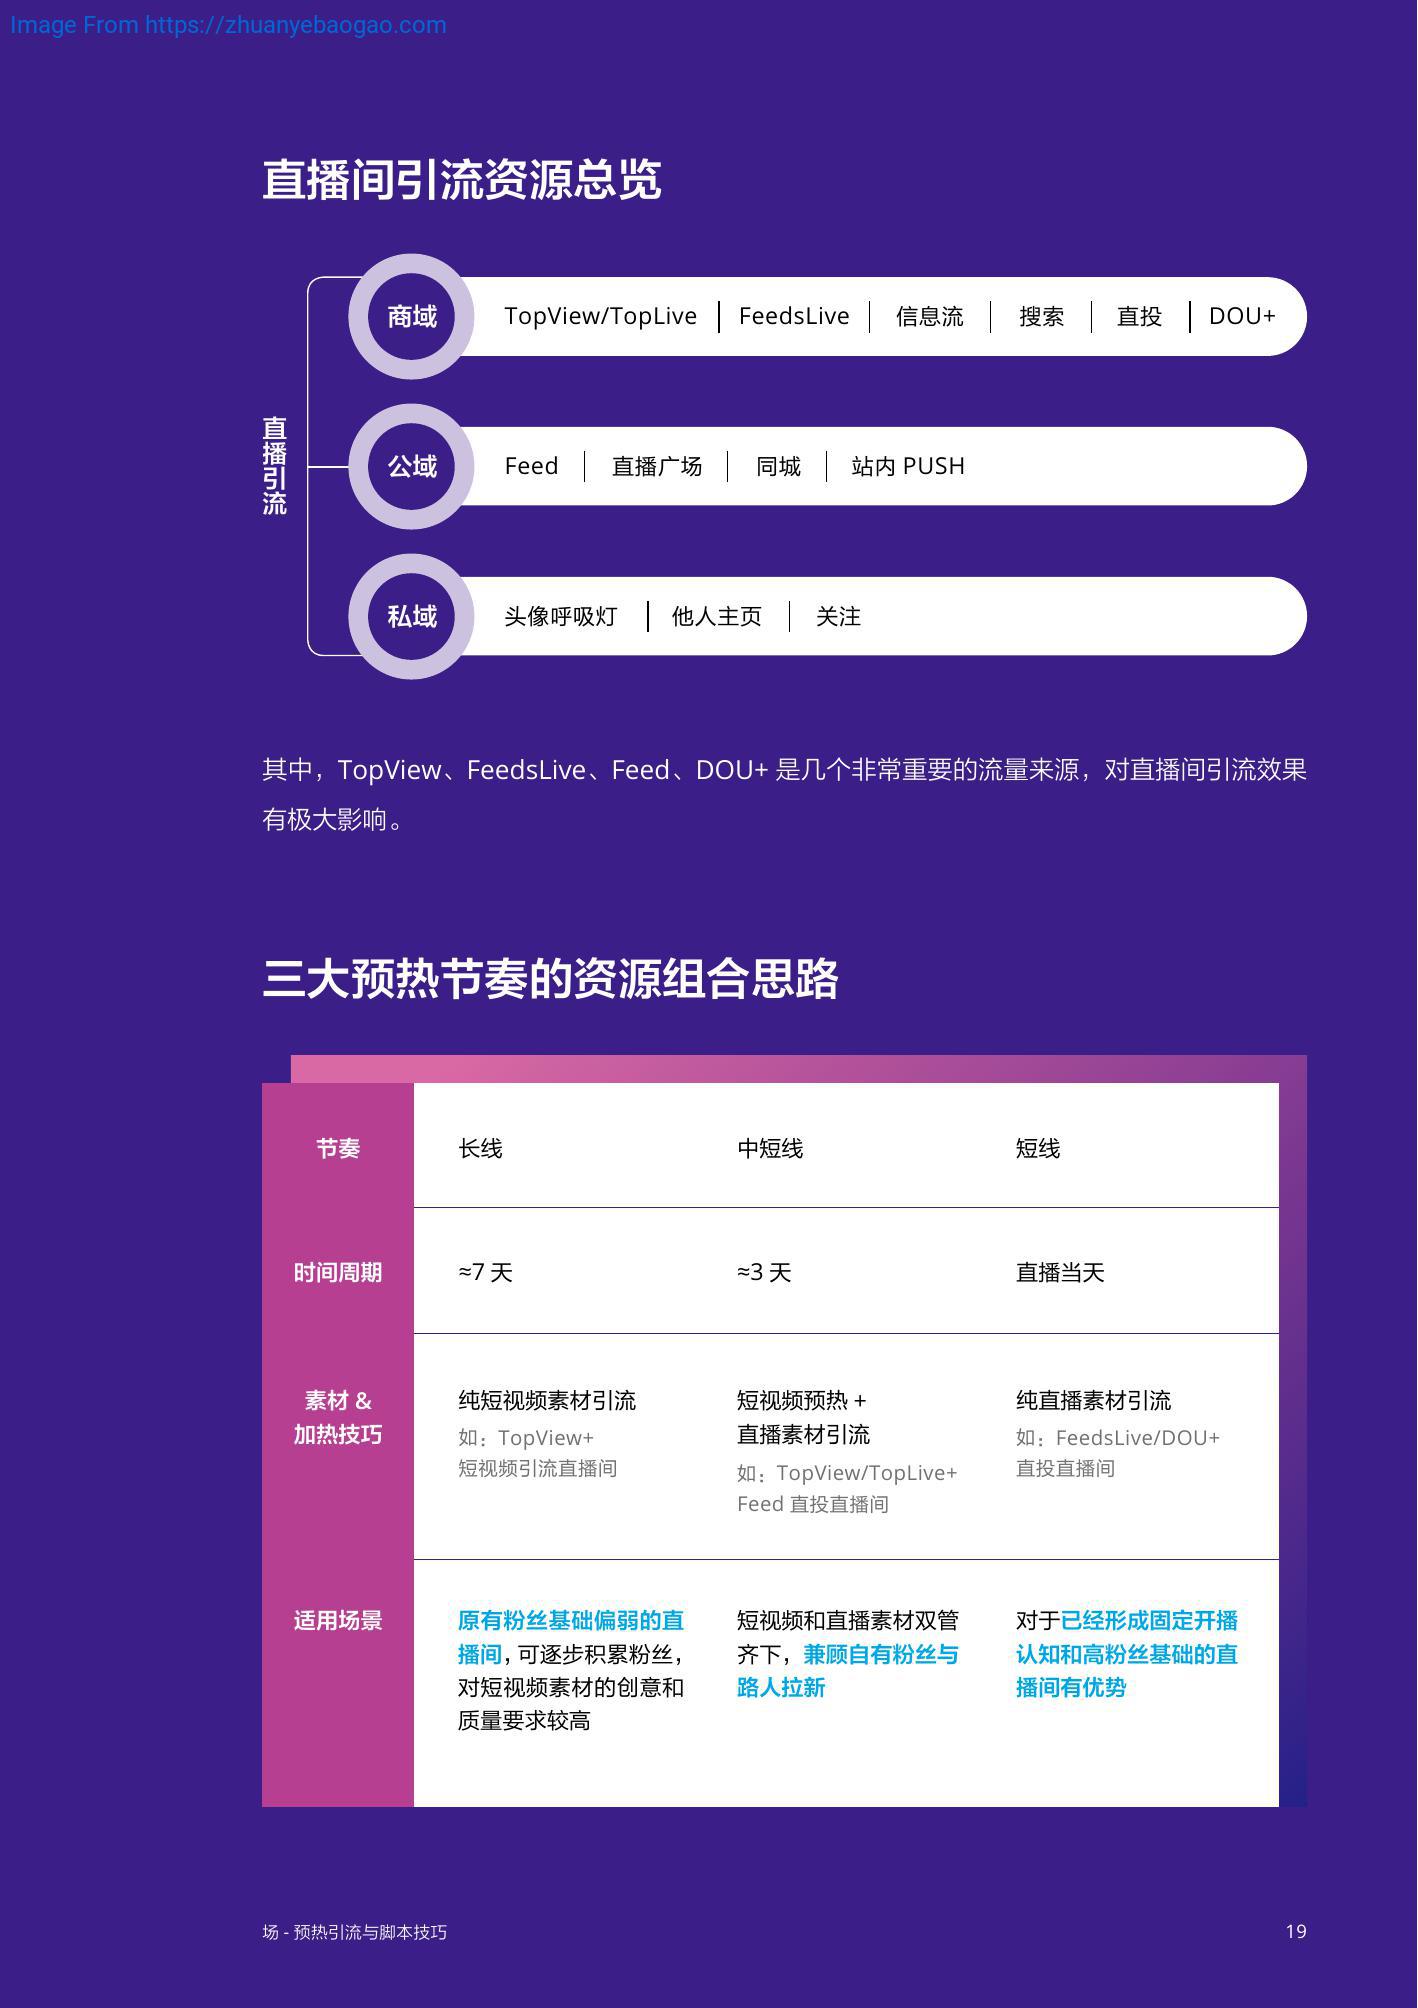 Image From https://zhuanyebaogao.com
直播间引流资源总览
直播引流
商域
TopView/TopLive FeedsLive 信息流 搜索 直投 DOU+
公域
Feed 直播广场 同城 站内 PUSH
私域
头像呼吸灯 他人主页 关注
其中，TopView、FeedsLive、Feed、DOU+ 是几个非常重要的流量来源，对直播间引流效果
有极大影响。
三大预热节奏的资源组合思路
节奏 长线 中短线 短线
时间周期 ≈7 天 ≈3 天 直播当天
素材 &
加热技巧
纯短视频素材引流
如：TopView+
短视频引流直播间
短视频预热 +
直播素材引流
如：TopView/TopLive+
Feed 直投直播间
纯直播素材引流
如：FeedsLive/DOU+
直投直播间
适用场景
原有粉丝基础偏弱的直
播间，可逐步积累粉丝，
对短视频素材的创意和
质量要求较高
短视频和直播素材双管
齐下，兼顾自有粉丝与
路人拉新
对于已经形成固定开播
认知和高粉丝基础的直
播间有优势
场 - 预热引流与脚本技巧
19